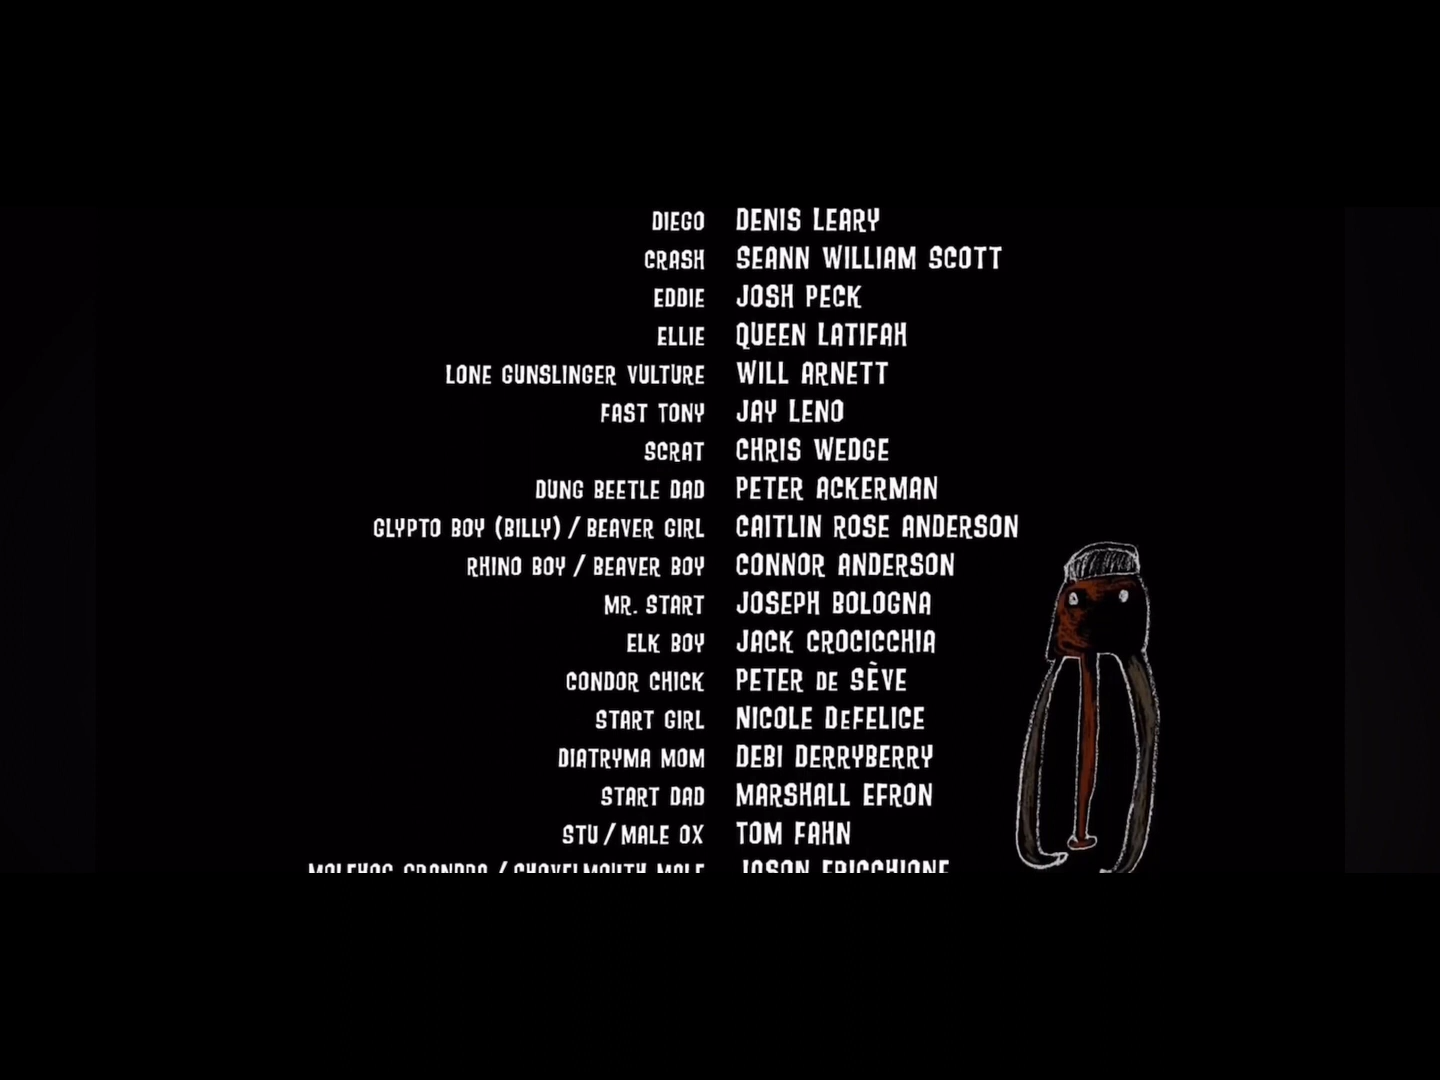 DIEGO DENIS LEARY
CRASH SEANN WILLIAM SCOTT
EDDIE JOSH PECK
ELLIE QUEEN LATIFAH
LONE GUNSLINGER VULTURE WILL ARNETT
FAST TONY JAY LENO
SCRAT CHRIS WEDGE
DUNG BEETLE DAD PETER ACKERMAN
GLYPTO BOY (BILLY) / BEAVER GIRL CAITLIN ROSE ANDERSON
RHINO BOY / BEAVER BOY CONNOR ANDERSON
MR. START JOSEPH BOLOGNA
ELK BOY JACK CROCICCHIA
CONDOR CHICK PETER DE SÈVE
START GIRL NICOLE DEFELICE
DIATRYMA MOM DEBI DERRYBERRY
START DAD MARSHALL EFRON
STU / MALE OX TOM FAHN
JASON FRICCHIONE